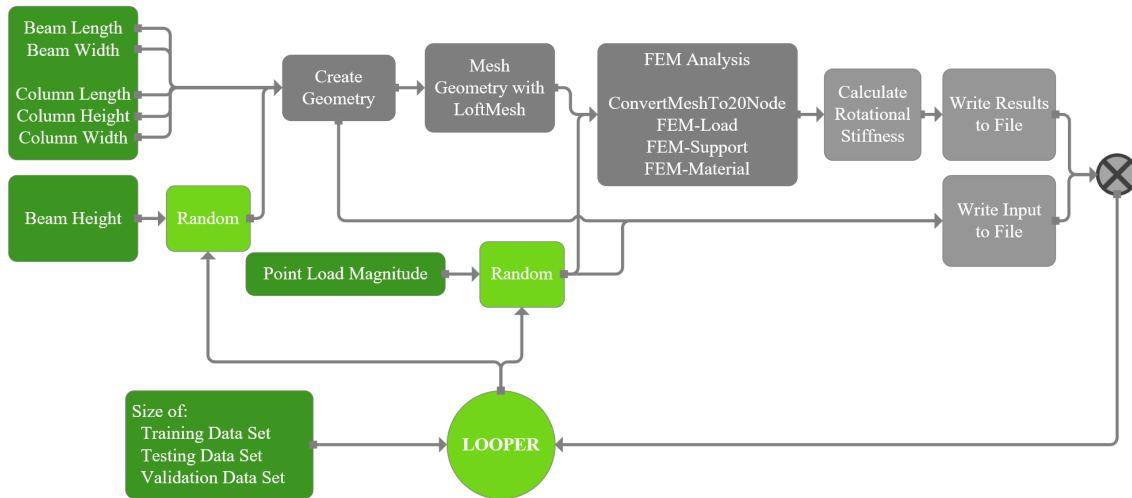 Beam Length
Beam Width
Column Length
Column Height
Column Width
Create
Geometry
Mesh
Geometry with
LoftMesh
FEM Analysis
ConvertMeshTo20Node
FEM-Load
FEM-Support
FEM-Material
Calculate
Rotational
Stiffness
Write Results
to File
Beam Height
Random
Write Input
to File
Point Load Magnitude
Random
Size of:
Training Data Set
Testing Data Set
Validation Data Set
LOOPER